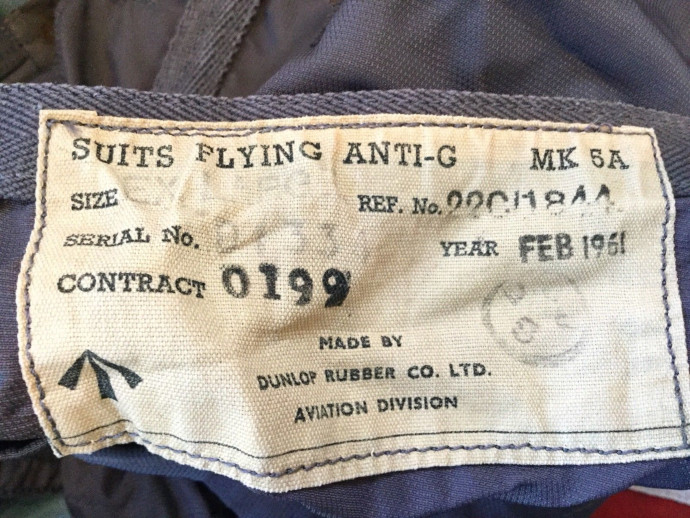 SUITS FLYING ANTI-G MK 5A
SIZE REF. No. 22C/1844
SERIAL No. YEAR FEB 1961
CONTRACT 0199
MADE BY
DUNLOP RUBBER CO. LTD.
AVIATION DIVISION